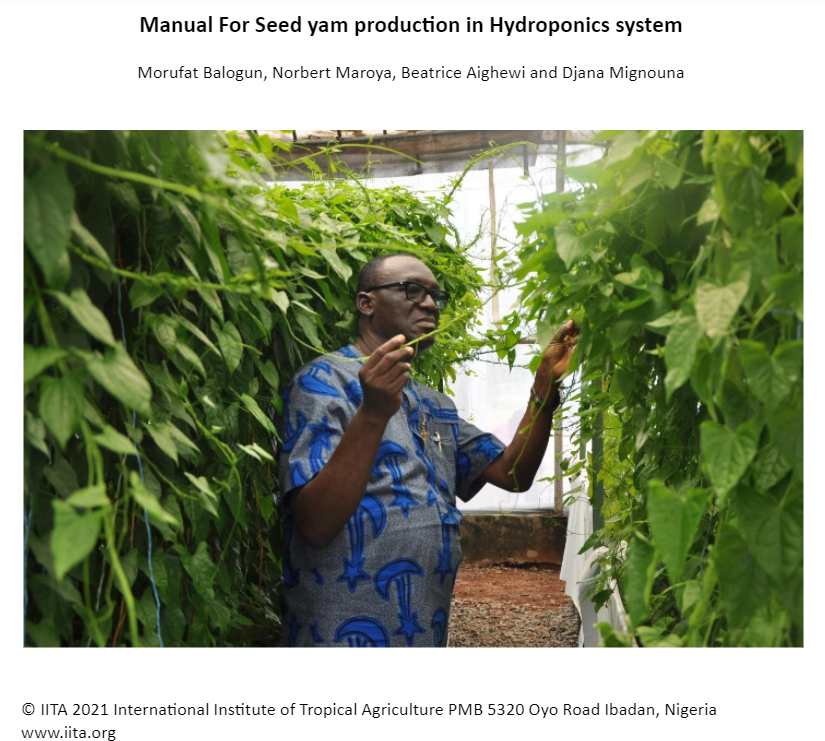 Manual For Seed yam production in Hydroponics system
Morufat Balogun, Norbert Maroya, Beatrice Aighewi and Djana Mignouna
© IITA 2021 International Institute of Tropical Agriculture PMB 5320 Oyo Road Ibadan, Nigeria
www.iita.org